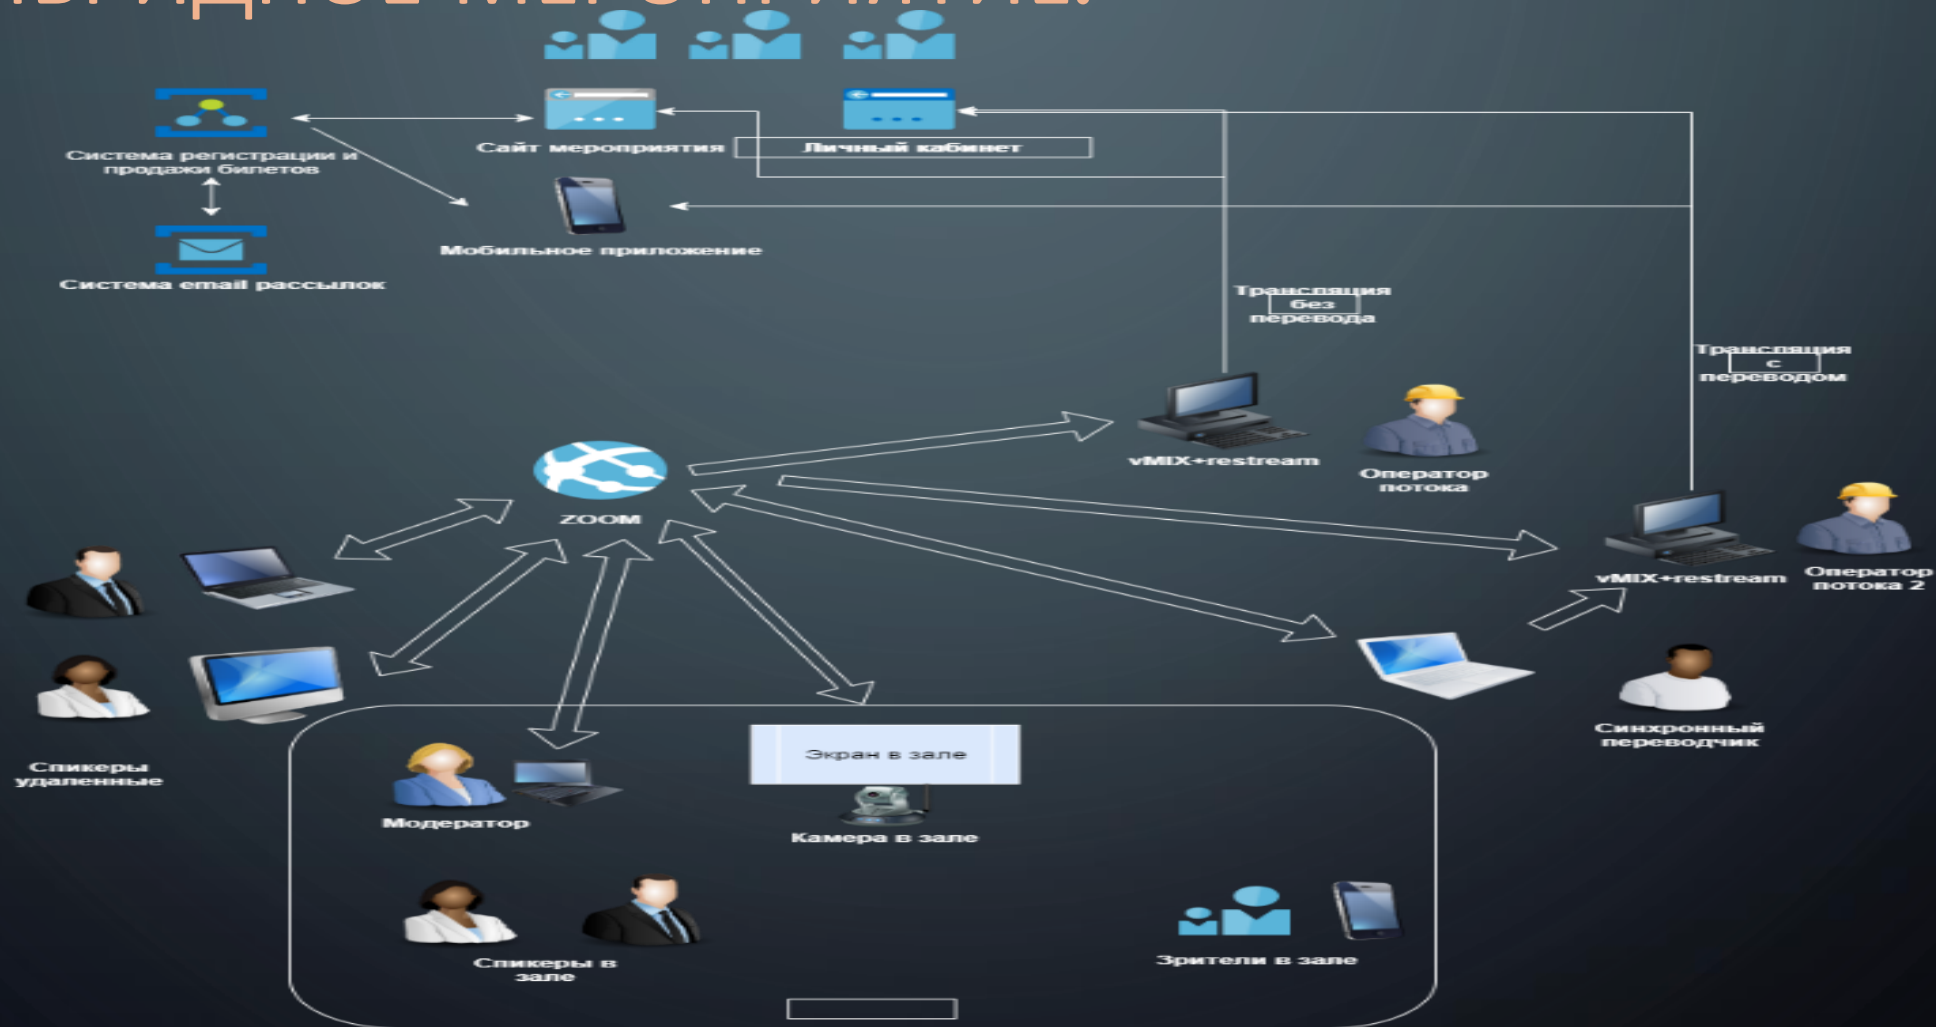 ГИБРИДНОЕ МЕРОПРИЯТИЕ.
Система регистрации и
продажи билетов
Сайт мероприятия
Личный кабинет
Мобильное приложение
Система email рассылок
Трансляция
без
перевода
Трансляция
с
переводом
vMIX+restream
Оператор
потока
ZOOM
vMIX+restream
Оператор
потока 2
Синхронный
переводчик
Спикеры
удаленные
Экран в зале
Модератор
Камера в зале
Спикеры в
зале
Зрители в зале